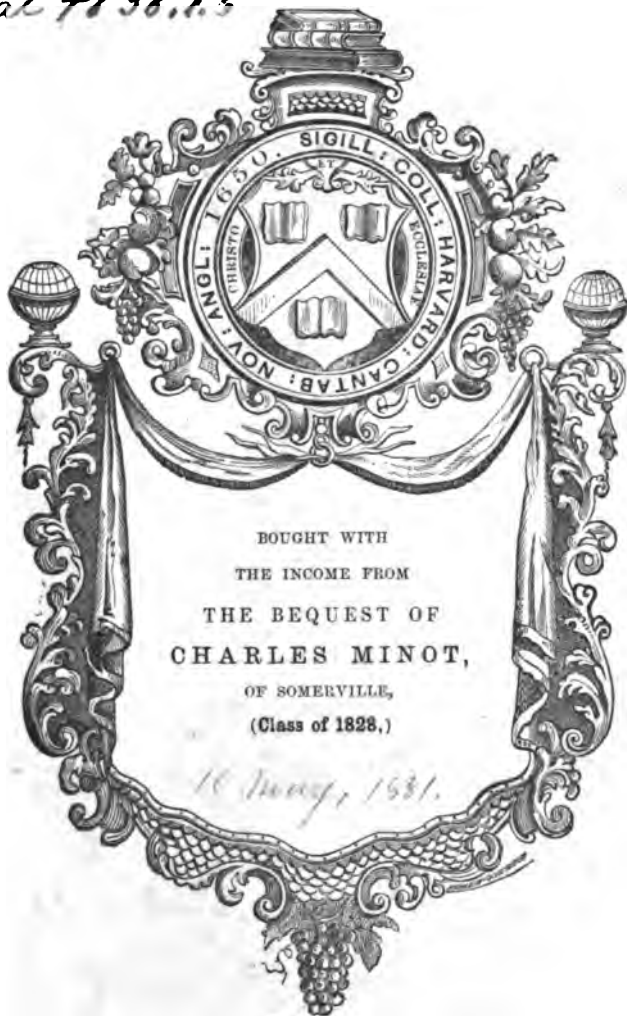 SIGILL: COLL: HARVARD: CANTAB: NOV: ANGL: 1650.
CHRISTO ET ECCLESIAE
BOUGHT WITH
THE INCOME FROM
THE BEQUEST OF
CHARLES MINOT,
OF SOMERVILLE,
(Class of 1828.)
1881.